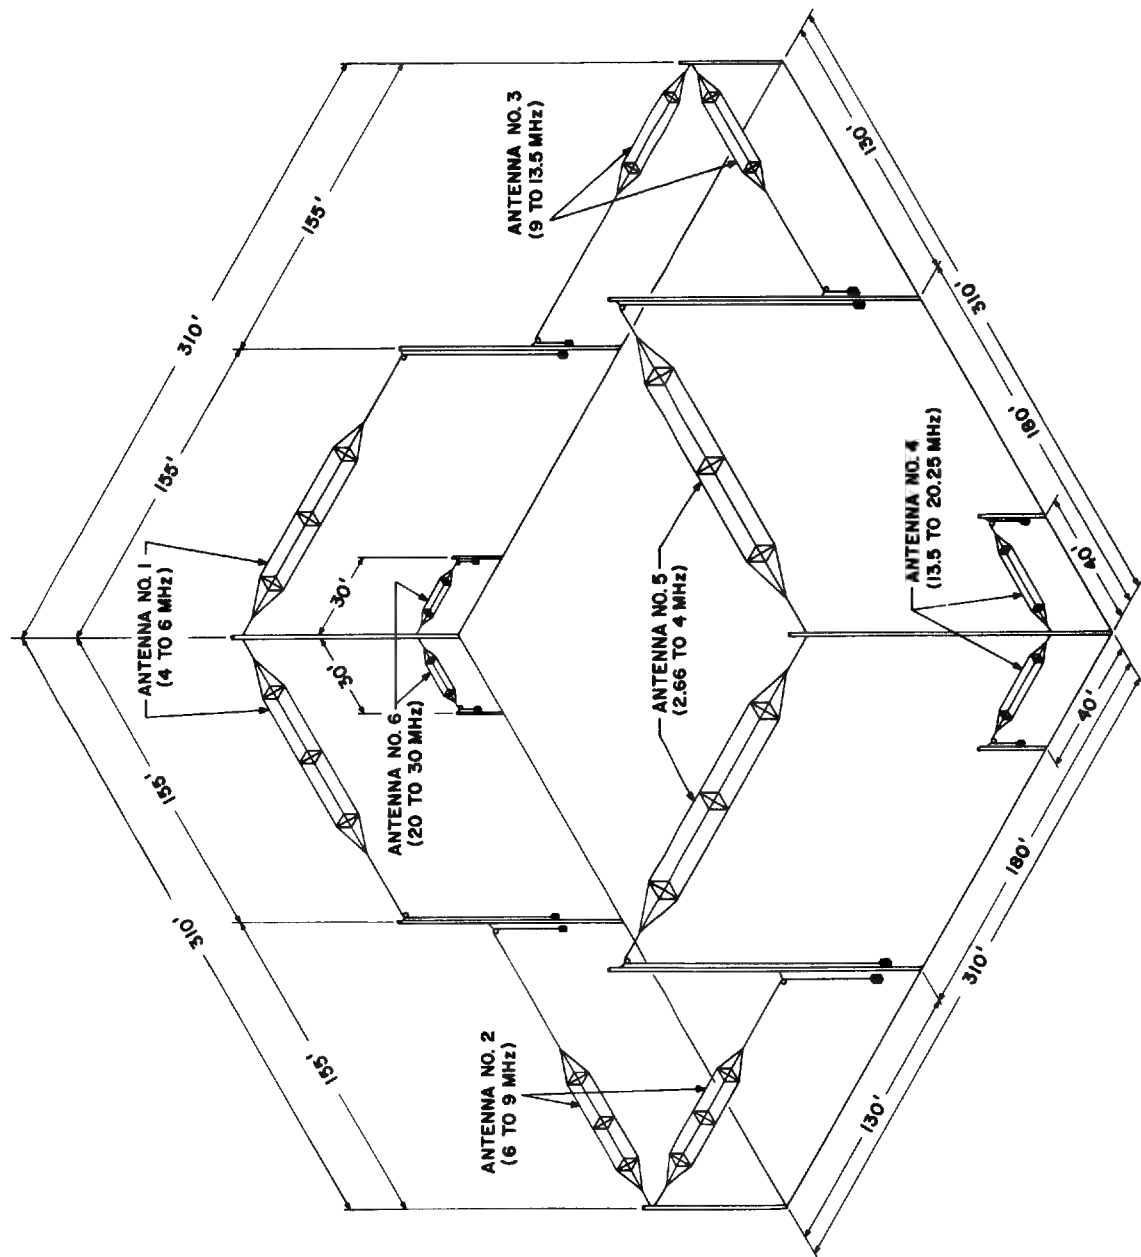 310'
155'
155'
ANTENNA NO. 1
(4 TO 6 MHz)
155'
310'
155'
30'
30'
ANTENNA NO. 6
(20 TO 30 MHz)
ANTENNA NO. 3
(9 TO 13.5 MHz)
ANTENNA NO. 2
(6 TO 9 MHz)
ANTENNA NO. 5
(2.66 TO 4 MHz)
ANTENNA NO. 4
(13.5 TO 20.25 MHz)
130'
310'
180'
40'
40'
180'
310'
130'